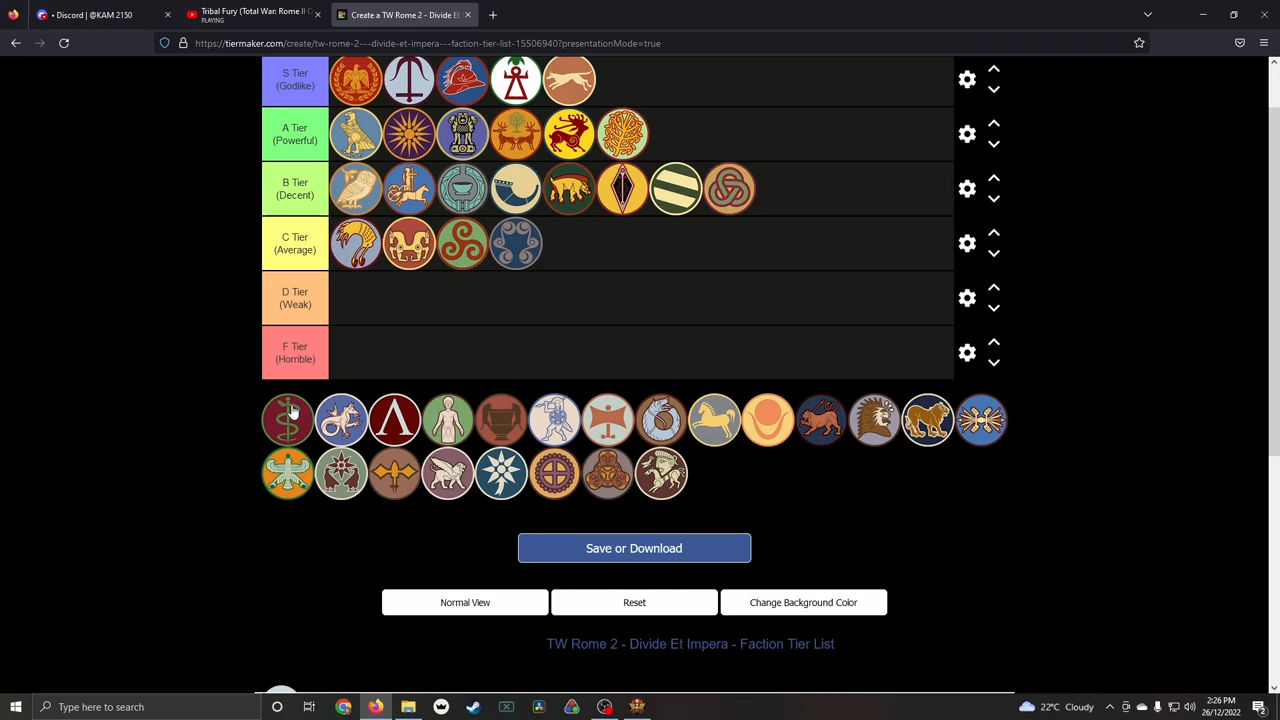 • Discord | @KAM 2150
Tribal Fury (Total War: Rome II O
PLAYING
Create a TW Rome 2 - Divide Et
https://tiermaker.com/create/tw-rome-2---divide-et-impera---faction-tier-list-15506940?presentationMode=true
S Tier
(Godlike)
A Tier
(Powerful)
B Tier
(Decent)
C Tier
(Average)
D Tier
(Weak)
F Tier
(Horrible)
Save or Download
Normal View
Reset
Change Background Color
TW Rome 2 - Divide Et Impera - Faction Tier List
Type here to search
22°C Cloudy
2:26 PM
26/12/2022
2